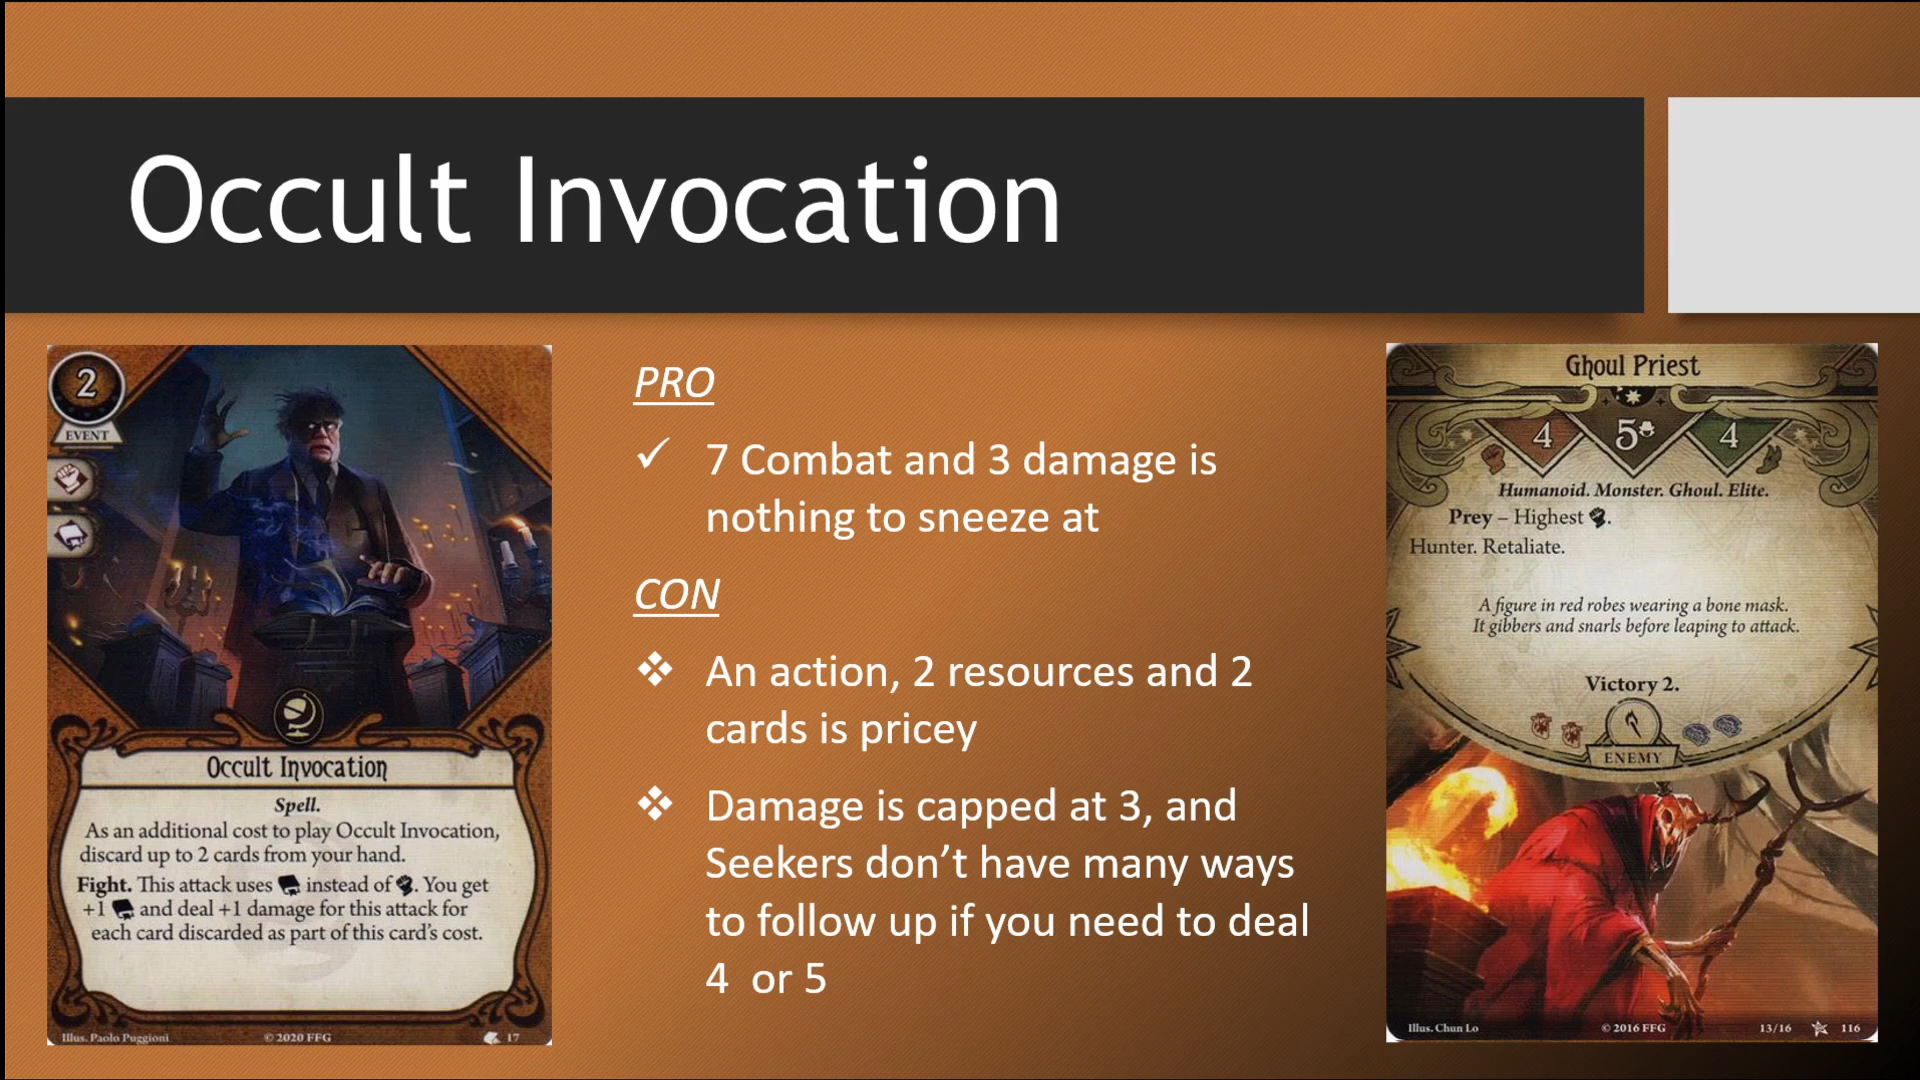 Occult Invocation
2
EVENT
Occult Invocation
Spell.
As an additional cost to play Occult Invocation,
discard up to 2 cards from your hand.
Fight. This attack uses instead of . You get
+1 and deal +1 damage for this attack for
each card discarded as part of this card's cost.
Illus. Paolo Puggioni © 2020 FFG 17
PRO
7 Combat and 3 damage is
nothing to sneeze at
CON
An action, 2 resources and 2
cards is pricey
Damage is capped at 3, and
Seekers don't have many ways
to follow up if you need to deal
4 or 5
Ghoul Priest
4 5 4
Humanoid. Monster. Ghoul. Elite.
Prey – Highest .
Hunter. Retaliate.
A figure in red robes wearing a bone mask.
It gibbers and snarls before leaping to attack.
Victory 2.
ENEMY
Illus. Chun Lo © 2016 FFG 13/16 116